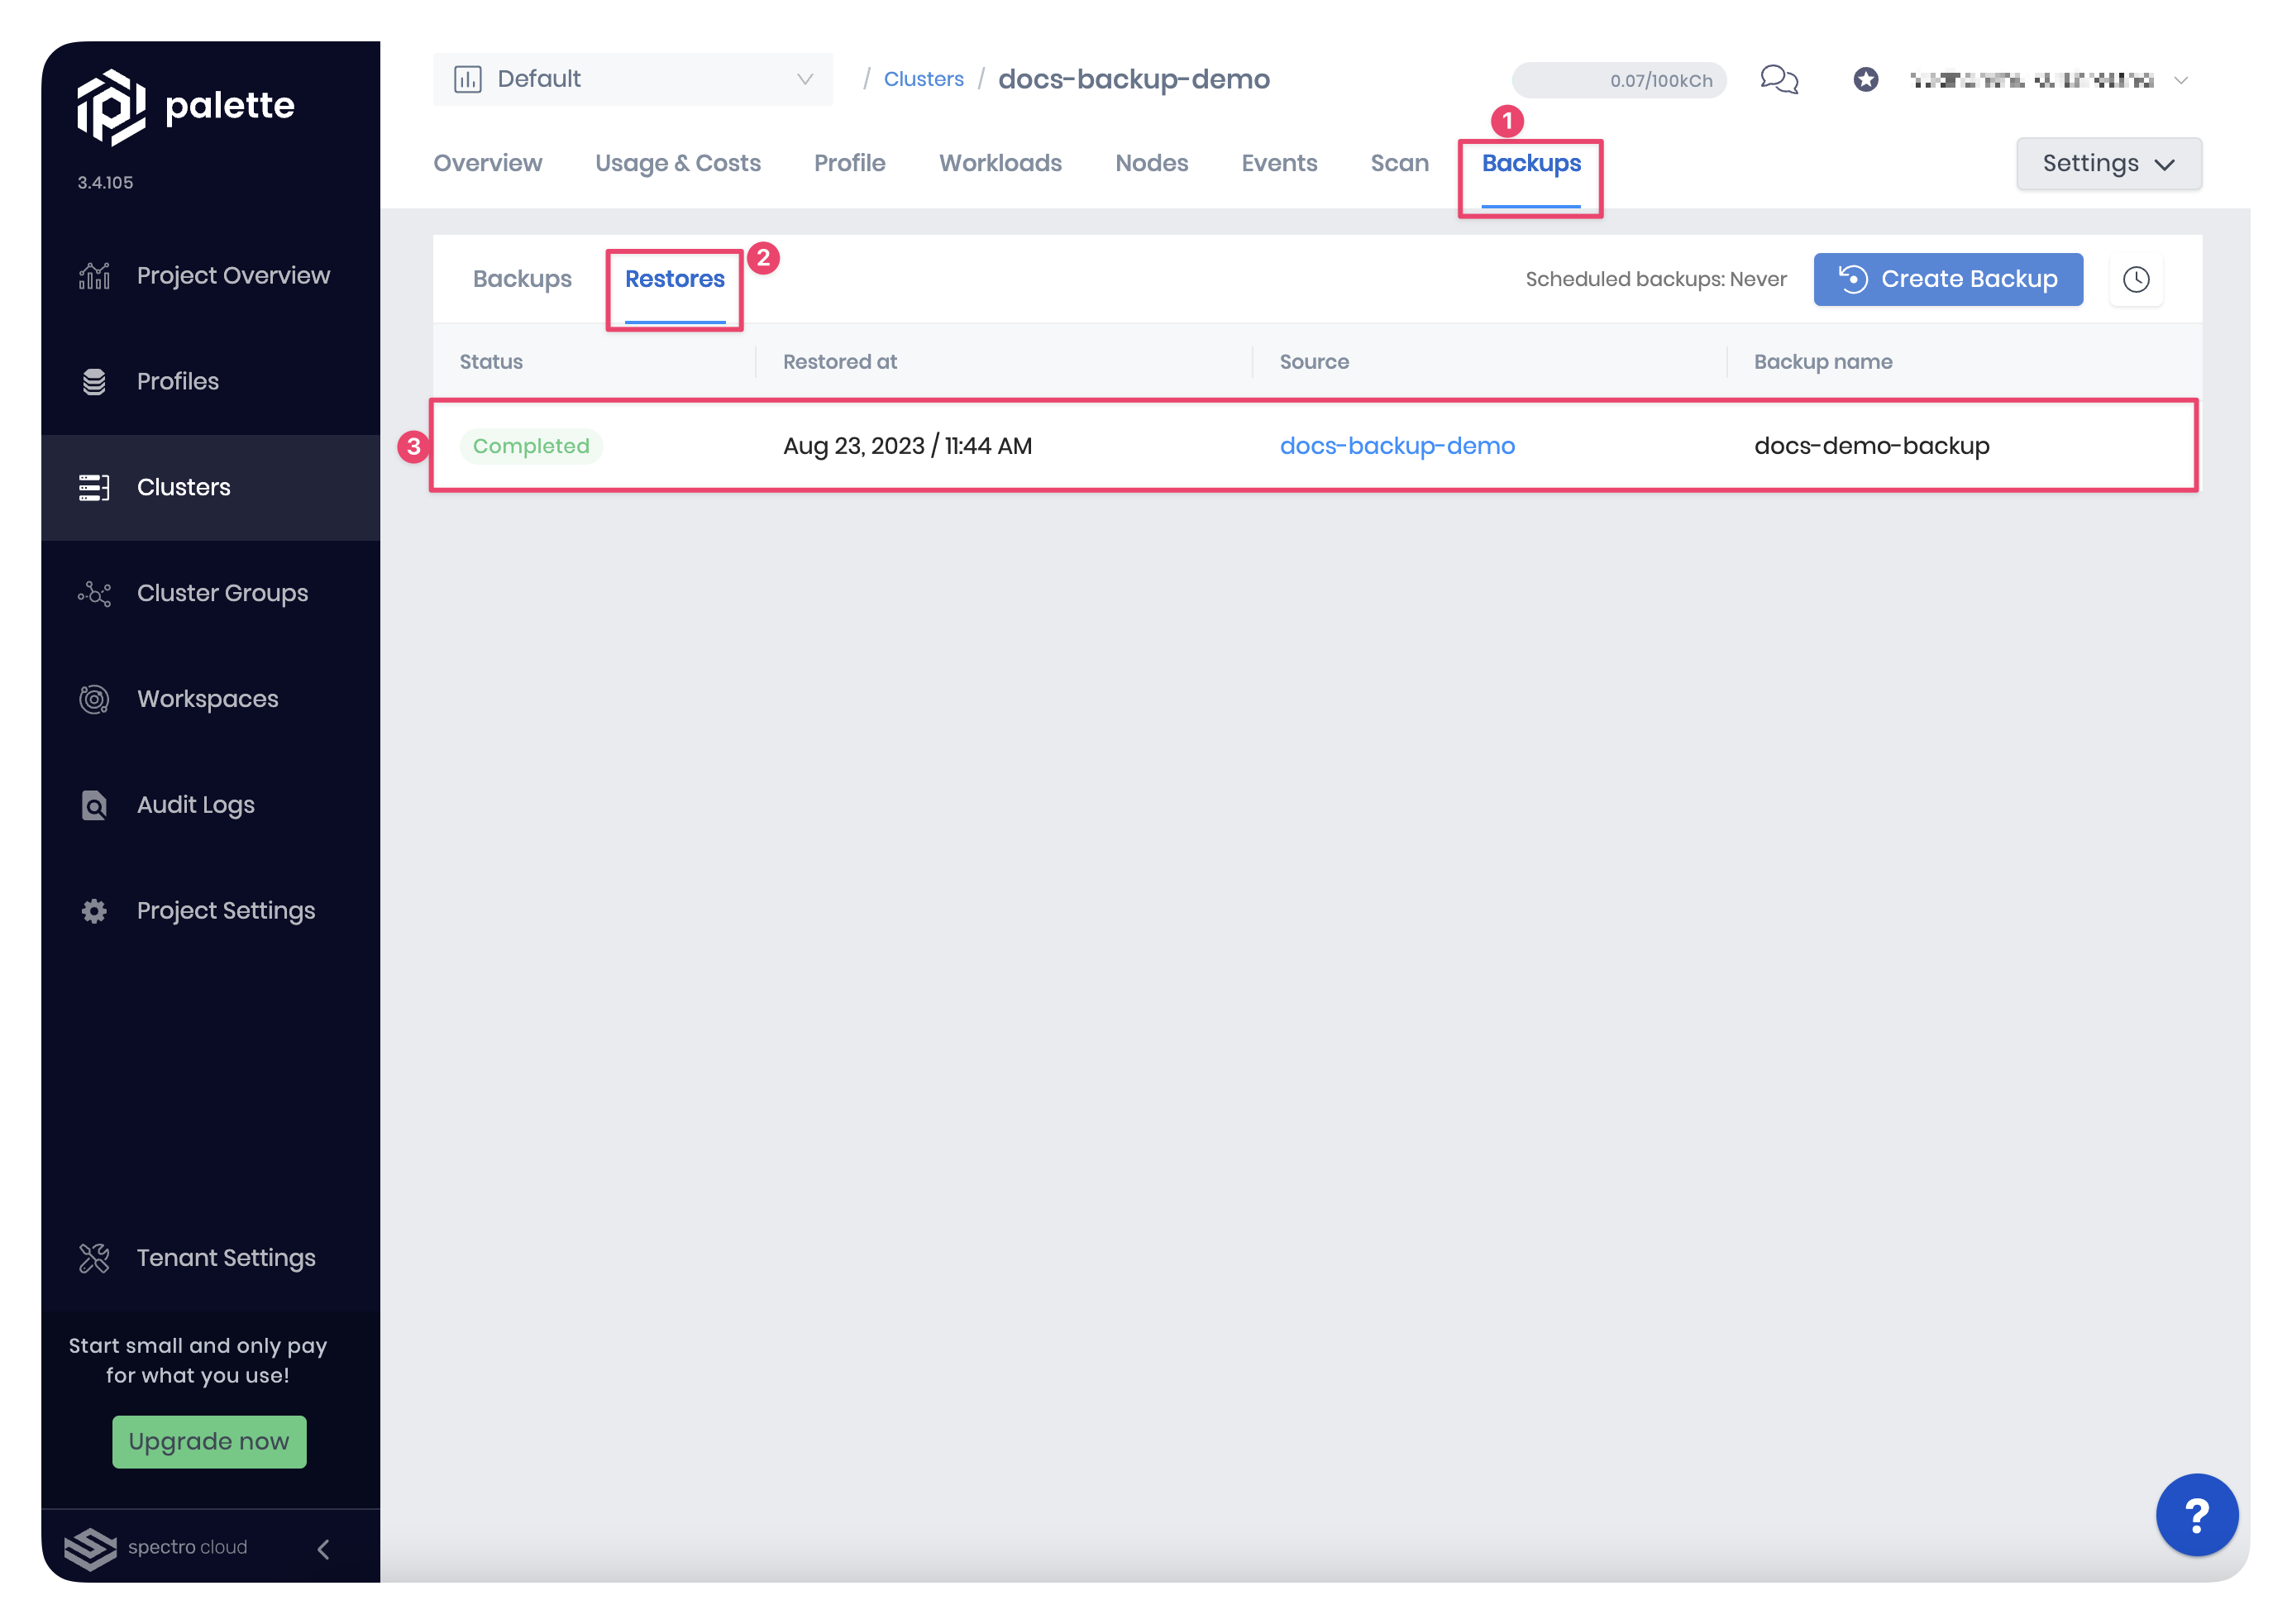 palette
3.4.105
Project Overview
Profiles
Clusters
Cluster Groups
Workspaces
Audit Logs
Project Settings
Tenant Settings
Start small and only pay
for what you use!
Upgrade now
spectro cloud
Default / Clusters / docs-backup-demo 0.07/100kCh
1
Overview Usage & Costs Profile Workloads Nodes Events Scan Backups Settings
2
Backups Restores Scheduled backups: Never Create Backup
Status Restored at Source Backup name
3 Completed Aug 23, 2023 / 11:44 AM docs-backup-demo docs-demo-backup
?